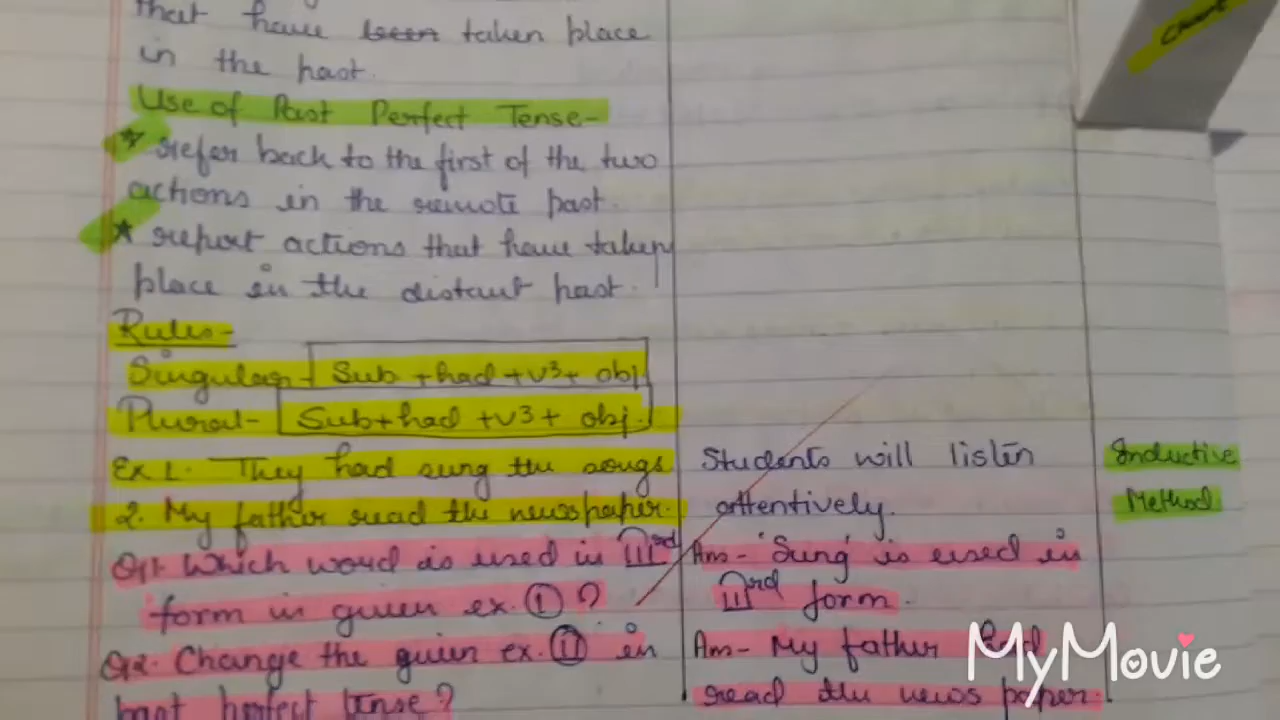 that have been taken place
in the past.
Use of Past Perfect Tense-
refer back to the first of the two
actions in the remote past.
★ report actions that have taken
place in the distant past.
Rules-
Singular- Sub +had +v³+ obj
Plural- Sub+had +v³+ obj.
Ex 1. They had sung the songs
2. My father read the newspaper.
Q1. Which word is used in IIIrd
form in given ex. (I) ?
Q2. Change the given ex. (II) in
past perfect tense?
Students will listen
attentively.
Ans- 'Sung' is used in
IIIrd form.
Ans- My father
read the news paper.
Inductive
Method.
Chart
MyMovie